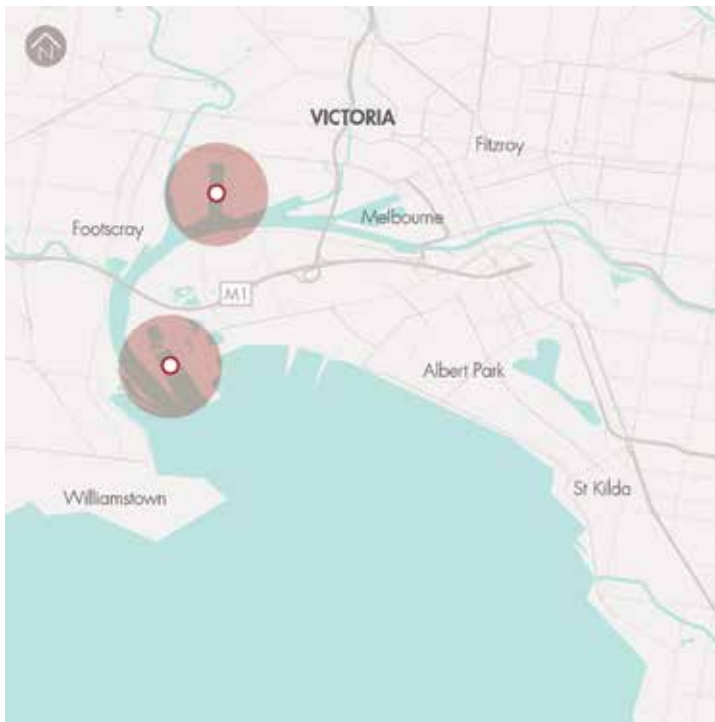 N
VICTORIA
Fitzroy
Melbourne
Footscray
M1
Albert Park
St Kilda
Williamstown